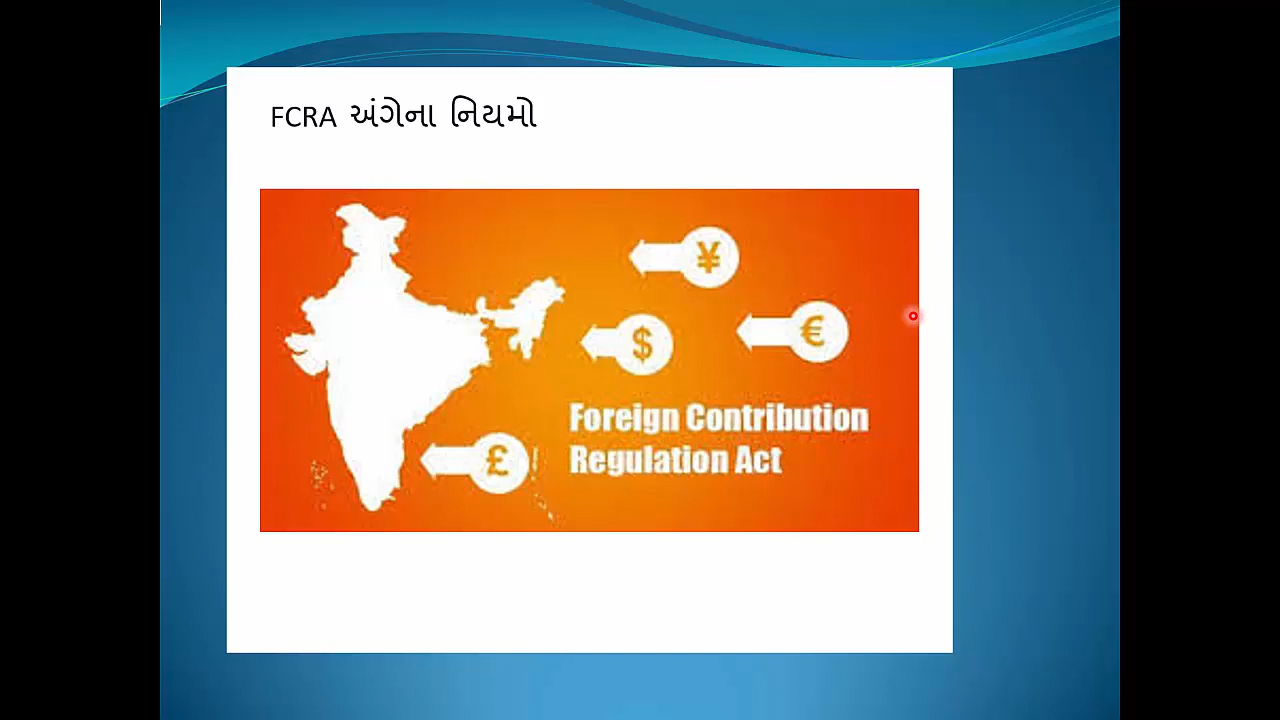 FCRA અંગેના નિયમો
¥
€
$
Foreign Contribution
Regulation Act
£